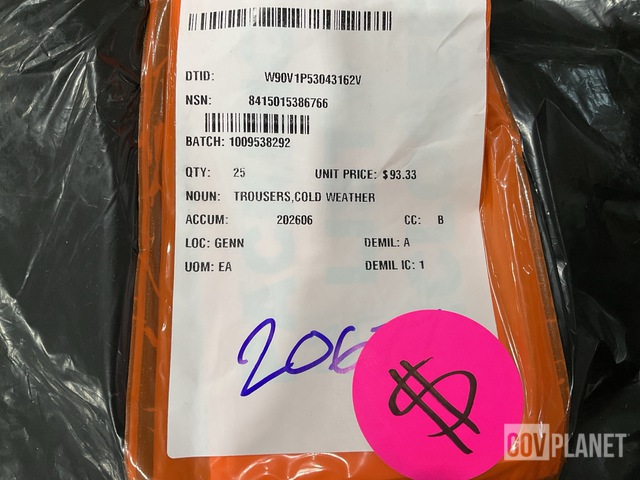 DTID: W90V1P53043162V
NSN: 8415015386766
BATCH: 1009538292
QTY: 25 UNIT PRICE: $93.33
NOUN: TROUSERS,COLD WEATHER
ACCUM: 202606 CC: B
LOC: GENN DEMIL: A
UOM: EA DEMIL IC: 1
$
GOVPLANET